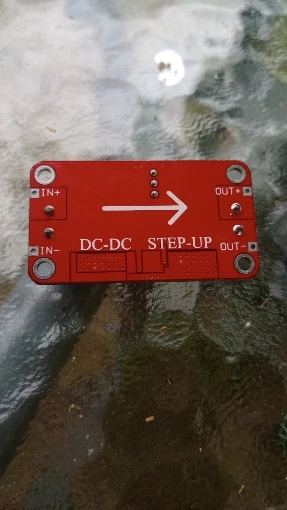 IN+ OUT+
DC-DC STEP-UP
IN- OUT-